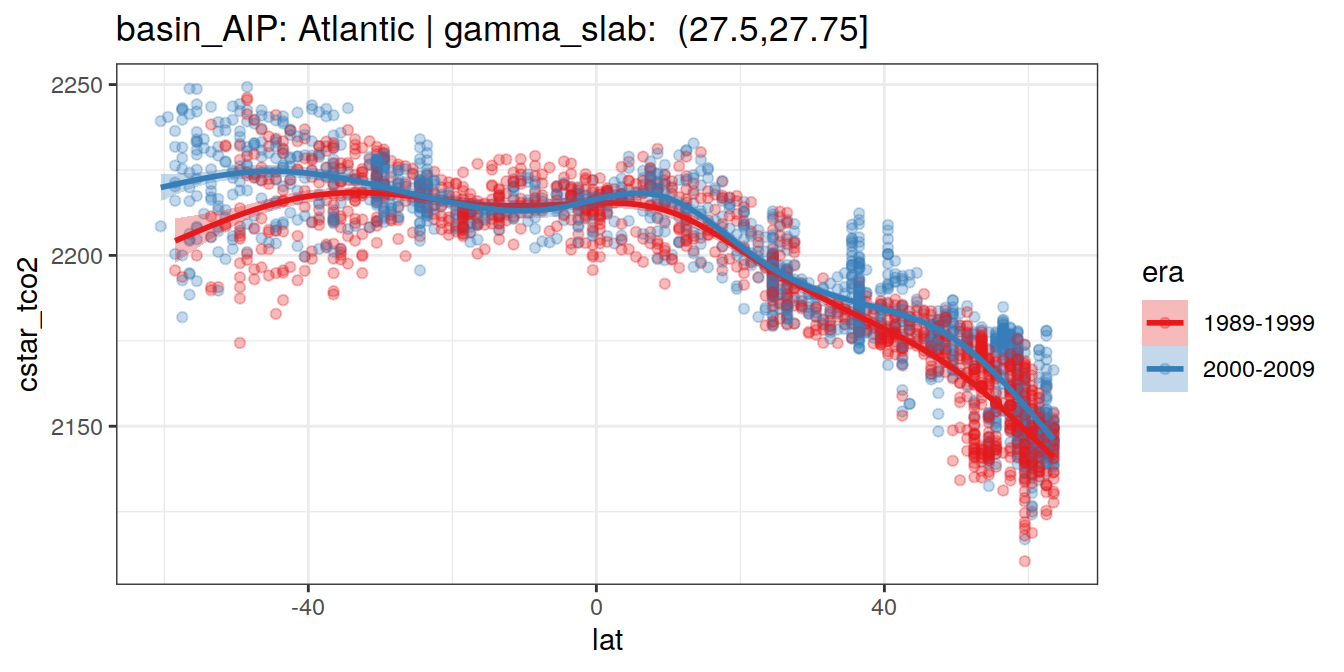 basin_AIP: Atlantic | gamma_slab:  (27.5,27.75]
2250
2200
2150
cstar_tco2
-40
0
40
lat
era
1989-1999
2000-2009